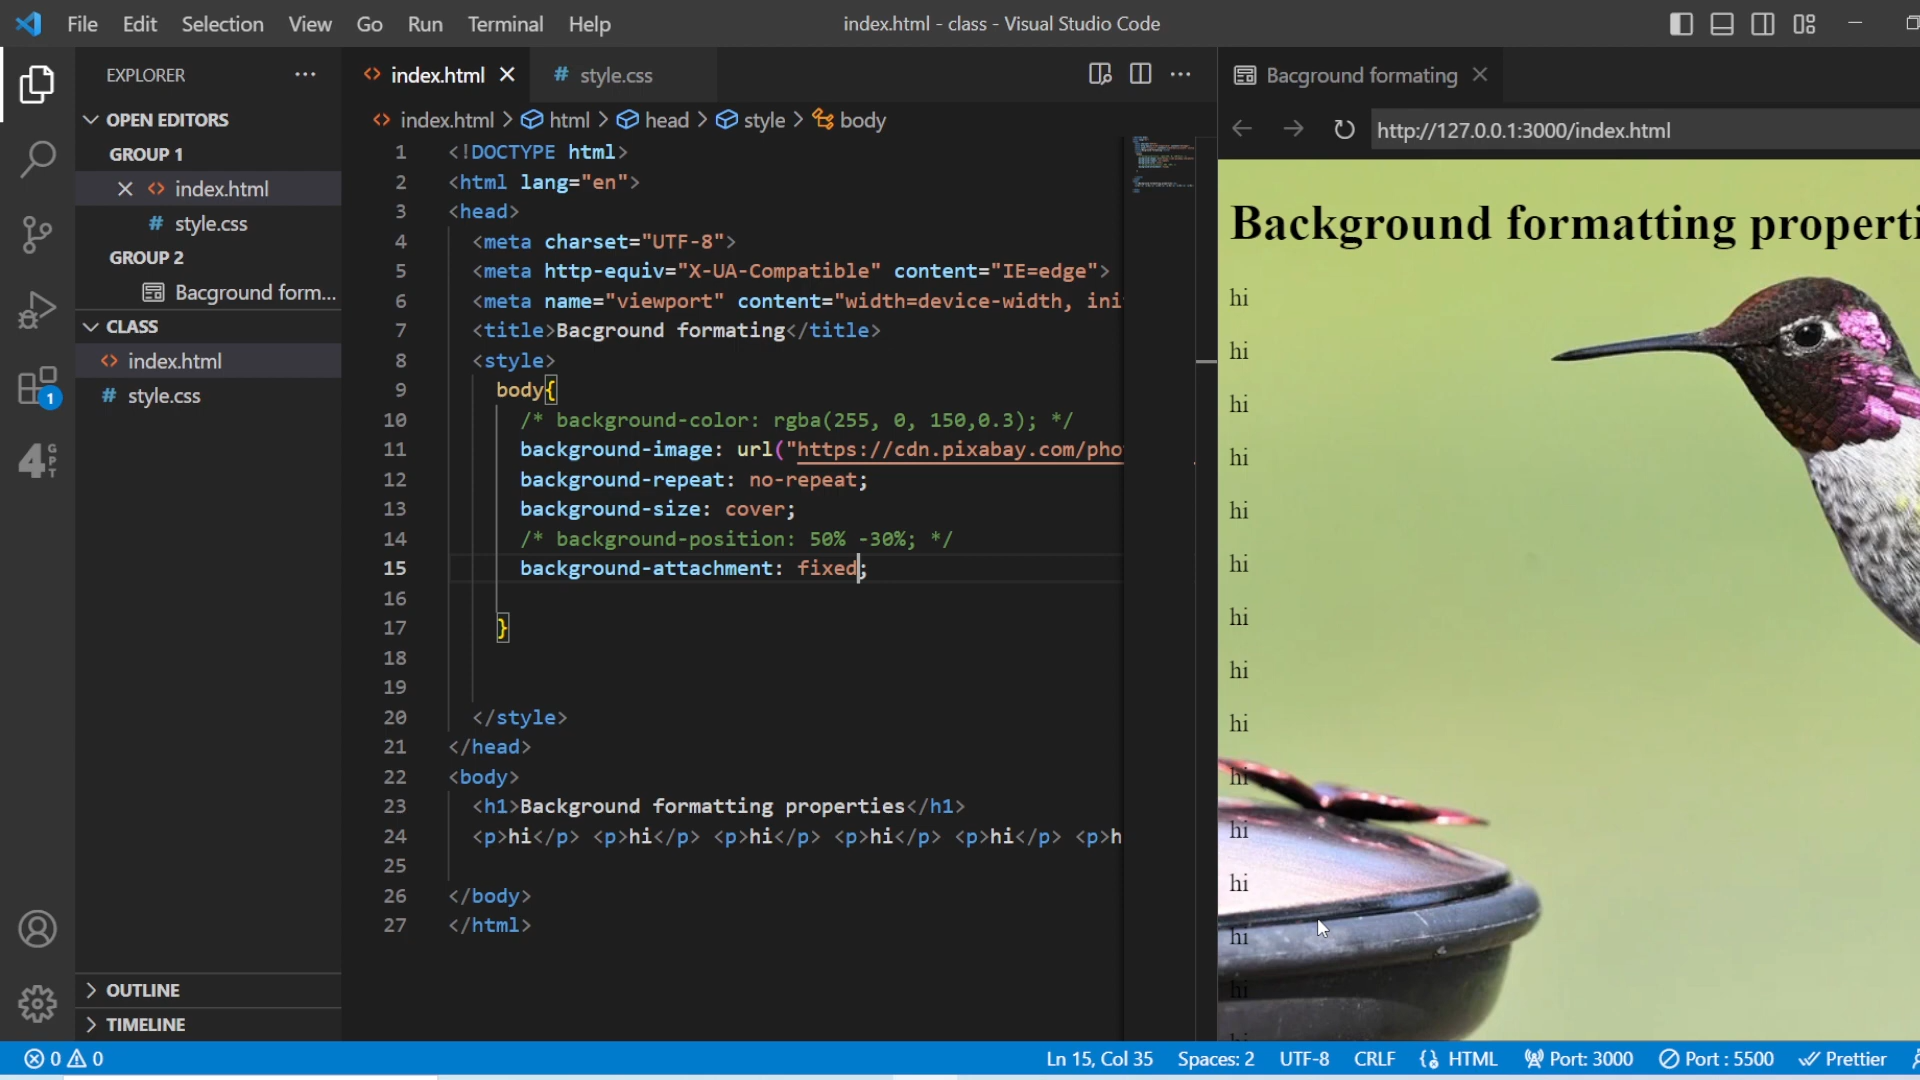 File Edit Selection View Go Run Terminal Help
index.html - class - Visual Studio Code
EXPLORER
OPEN EDITORS
GROUP 1
index.html
# style.css
GROUP 2
Bacground form...
CLASS
index.html
# style.css
OUTLINE
TIMELINE
index.html
# style.css
index.html > html > head > style > body
1 <!DOCTYPE html>
2 <html lang="en">
3 <head>
4 <meta charset="UTF-8">
5 <meta http-equiv="X-UA-Compatible" content="IE=edge">
6 <meta name="viewport" content="width=device-width, ini
7 <title>Bacground formating</title>
8 <style>
9 body{
10 /* background-color: rgba(255, 0, 150,0.3); */
11 background-image: url("https://cdn.pixabay.com/pho
12 background-repeat: no-repeat;
13 background-size: cover;
14 /* background-position: 50% -30%; */
15 background-attachment: fixed;
16
17 }
18
19
20 </style>
21 </head>
22 <body>
23 <h1>Background formatting properties</h1>
24 <p>hi</p> <p>hi</p> <p>hi</p> <p>hi</p> <p>hi</p> <p>h
25
26 </body>
27 </html>
Bacground formating
http://127.0.0.1:3000/index.html
Background formatting properti
hi
hi
hi
hi
hi
hi
hi
hi
hi
hi
hi
hi
hi
hi
1
4 GPT
0 0
Ln 15, Col 35 Spaces: 2 UTF-8 CRLF HTML Port: 3000 Port : 5500 Prettier